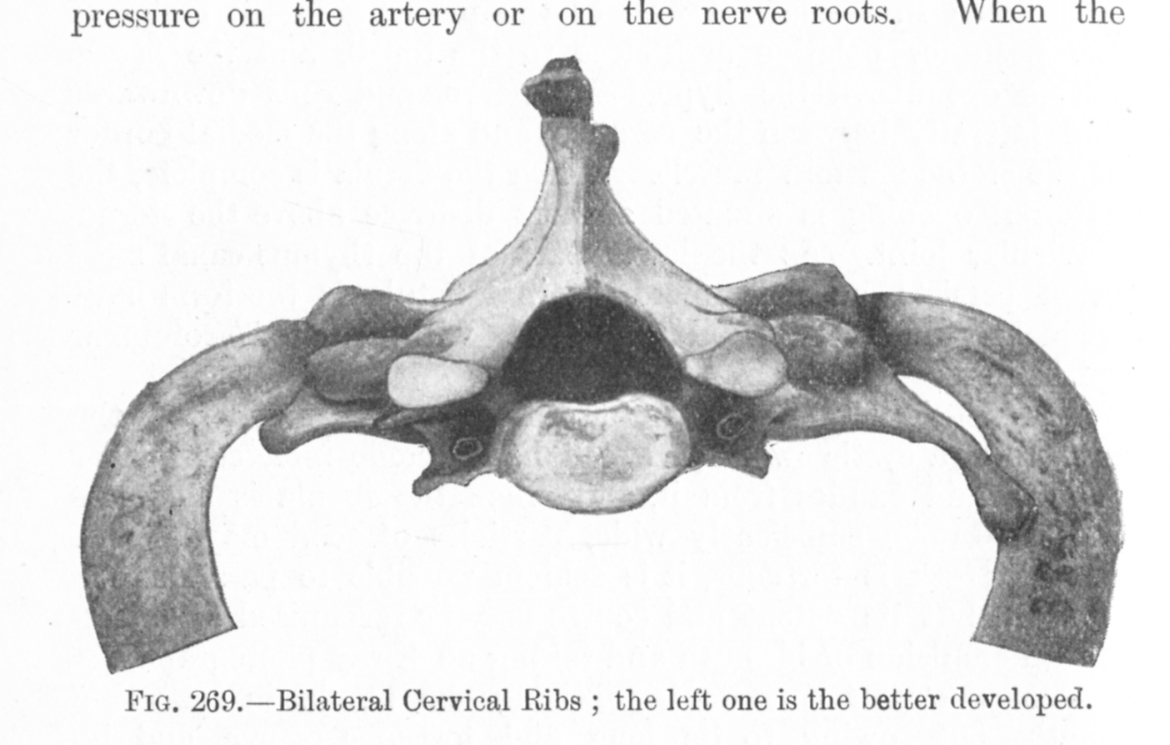 pressure on the artery or on the nerve roots. When the
FIG. 269.—Bilateral Cervical Ribs ; the left one is the better developed.